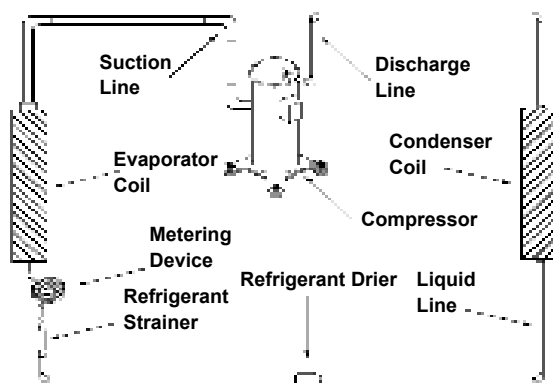 Suction
Line
Discharge
Line
Evaporator
Coil
Condenser
Coil
Compressor
Metering
Device
Refrigerant Drier
Liquid
Line
Refrigerant
Strainer